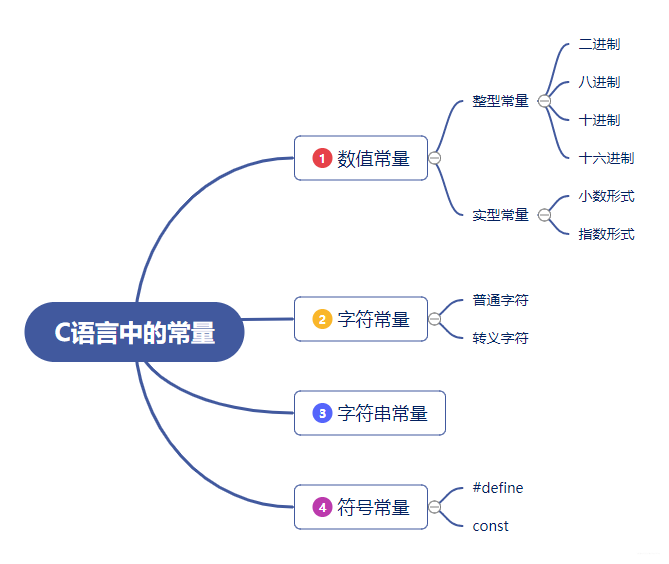 C语言中的常量
1 数值常量
整型常量
二进制
八进制
十进制
十六进制
实型常量
小数形式
指数形式
2 字符常量
普通字符
转义字符
3 字符串常量
4 符号常量
#define
const